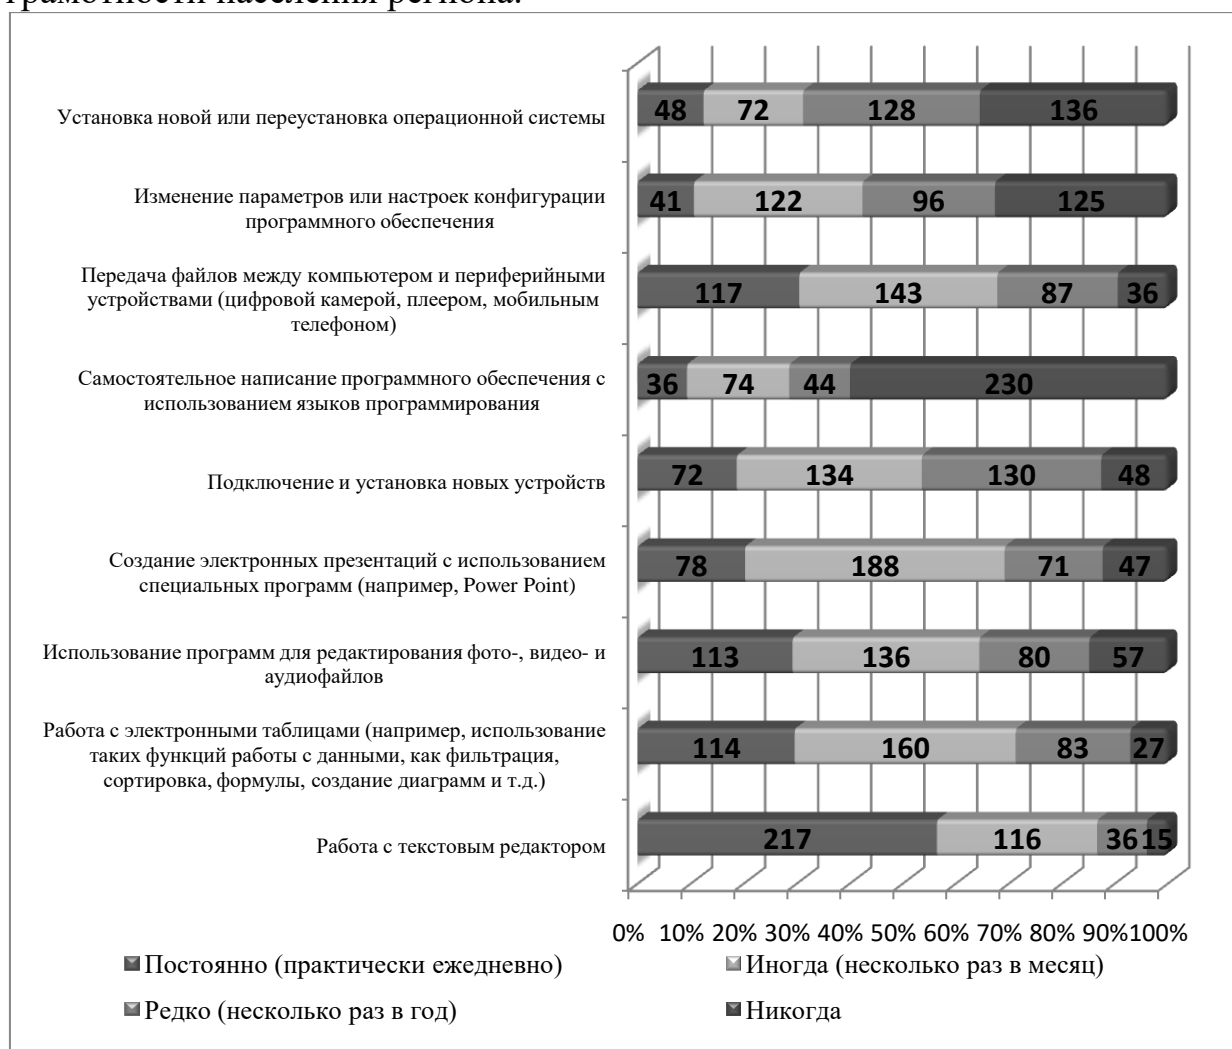 грамотности населения региона.
Установка новой или переустановка операционной системы
48 72 128 136
Изменение параметров или настроек конфигурации
программного обеспечения
41 122 96 125
Передача файлов между компьютером и периферийными
устройствами (цифровой камерой, плеером, мобильным
телефоном)
117 143 87 36
Самостоятельное написание программного обеспечения с
использованием языков программирования
36 74 44 230
Подключение и установка новых устройств
72 134 130 48
Создание электронных презентаций с использованием
специальных программ (например, Power Point)
78 188 71 47
Использование программ для редактирования фото-, видео- и
аудиофайлов
113 136 80 57
Работа с электронными таблицами (например, использование
таких функций работы с данными, как фильтрация,
сортировка, формулы, создание диаграмм и т.д.)
114 160 83 27
Работа с текстовым редактором
217 116 36 15
0% 10% 20% 30% 40% 50% 60% 70% 80% 90% 100%
Постоянно (практически ежедневно)
Иногда (несколько раз в месяц)
Редко (несколько раз в год)
Никогда